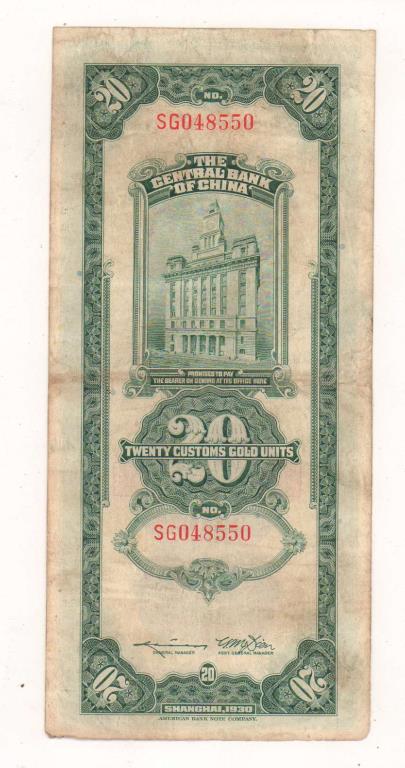 20 NO. 20
SG048550
THE
CENTRAL BANK
OF CHINA
PROMISES TO PAY
THE BEARER ON DEMAND AT ITS OFFICE HERE
20
TWENTY CUSTOMS GOLD UNITS
NO.
SG048550
GENERAL MANAGER ASST. GENERAL MANAGER
20 20 20
SHANGHAI, 1930
AMERICAN BANK NOTE COMPANY.